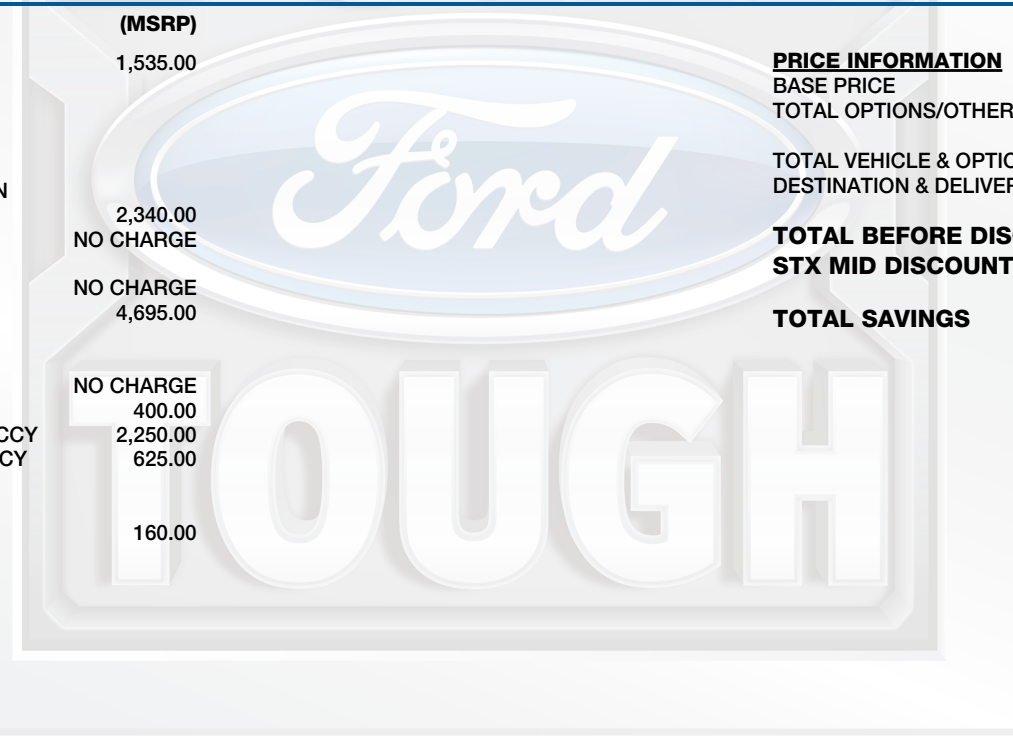 (MSRP)
1,535.00
N
2,340.00
NO CHARGE
NO CHARGE
4,695.00
NO CHARGE
400.00
CCY 2,250.00
CY 625.00
160.00
PRICE INFORMATION
BASE PRICE
TOTAL OPTIONS/OTHER
TOTAL VEHICLE & OPTIO
DESTINATION & DELIVER
TOTAL BEFORE DIS
STX MID DISCOUNT
TOTAL SAVINGS
Ford
TOUGH